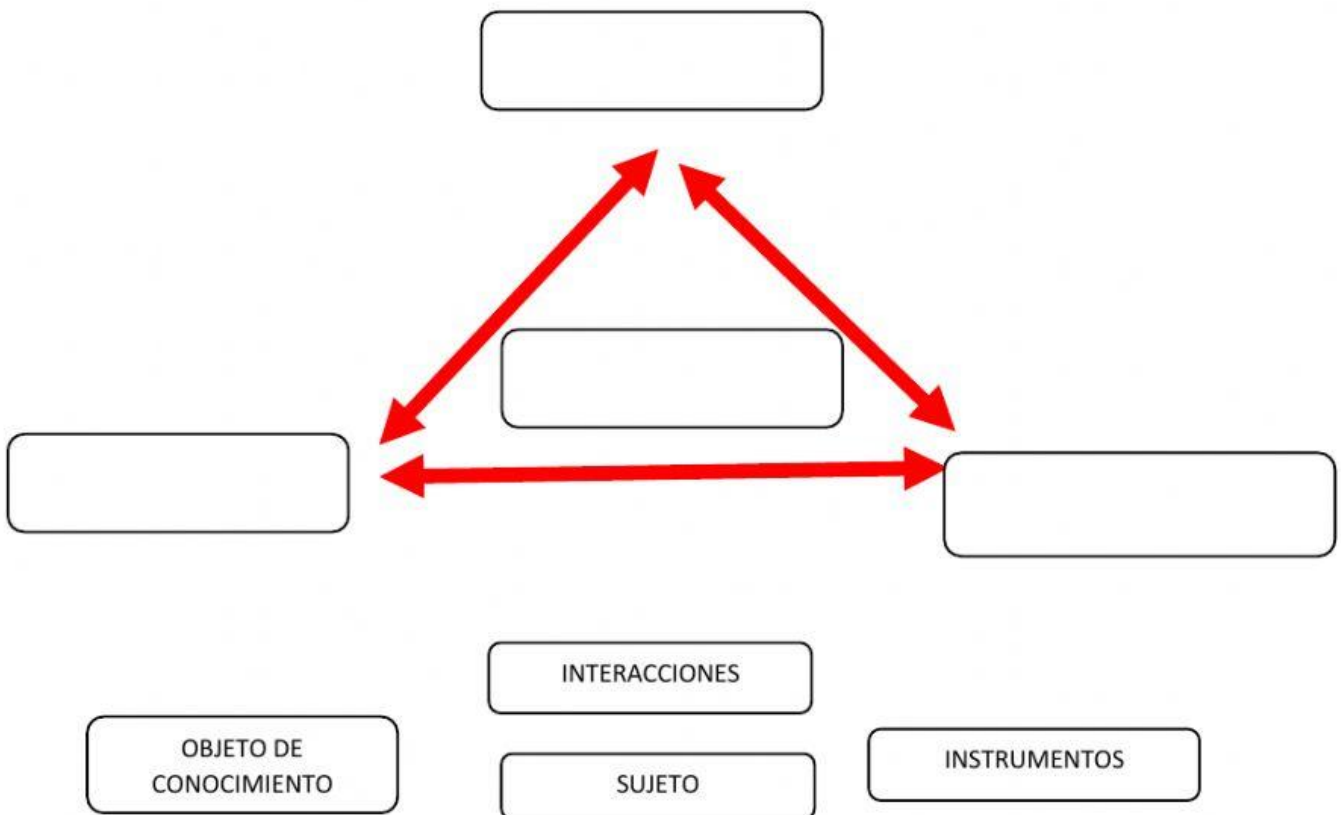 INTERACCIONES
OBJETO DE
CONOCIMIENTO
SUJETO
INSTRUMENTOS